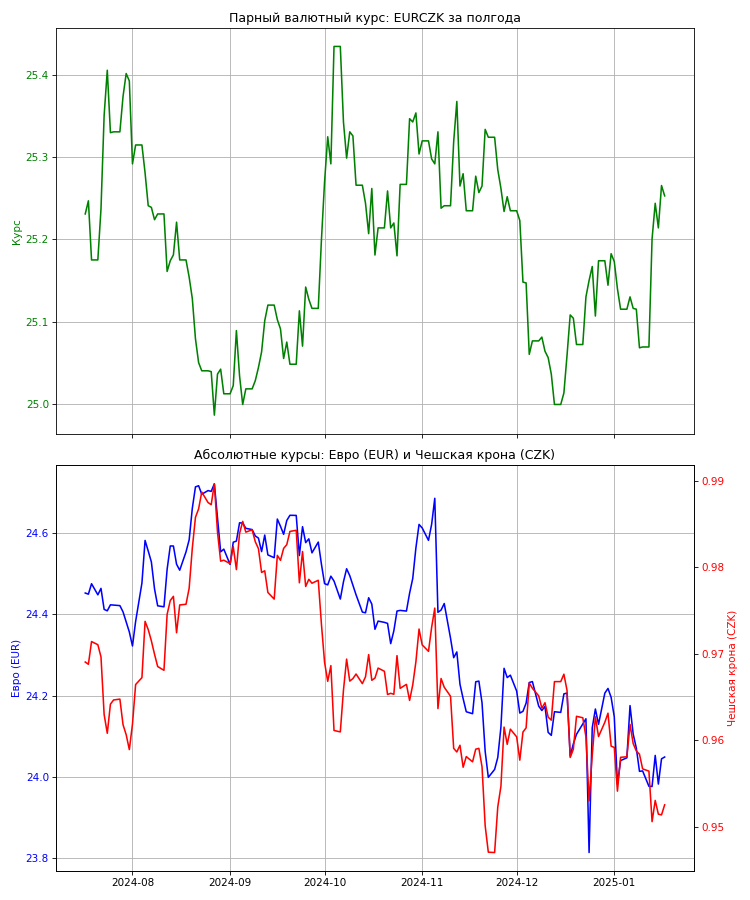 Парный валютный курс: EURCZK за полгода
25.4
25.3
25.2
25.1
25.0
Курс
Абсолютные курсы: Евро (EUR) и Чешская крона (CZK)
24.6
24.4
24.2
24.0
23.8
Евро (EUR)
0.99
0.98
0.97
0.96
0.95
Чешская крона (CZK)
2024-08 2024-09 2024-10 2024-11 2024-12 2025-01